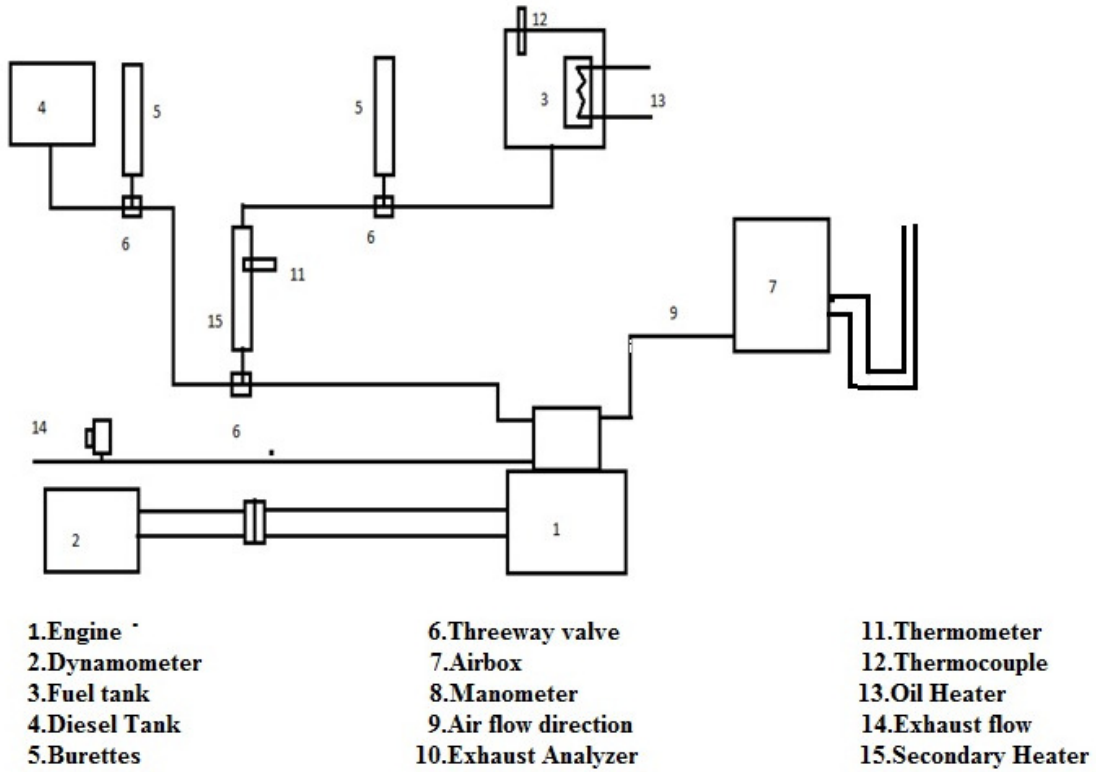 12
4
5
5
3
13
6
6
11
7
15
9
14
6
2
1
1.Engine
2.Dynamometer
3.Fuel tank
4.Diesel Tank
5.Burettes
6.Threeway valve
7.Airbox
8.Manometer
9.Air flow direction
10.Exhaust Analyzer
11.Thermometer
12.Thermocouple
13.Oil Heater
14.Exhaust flow
15.Secondary Heater